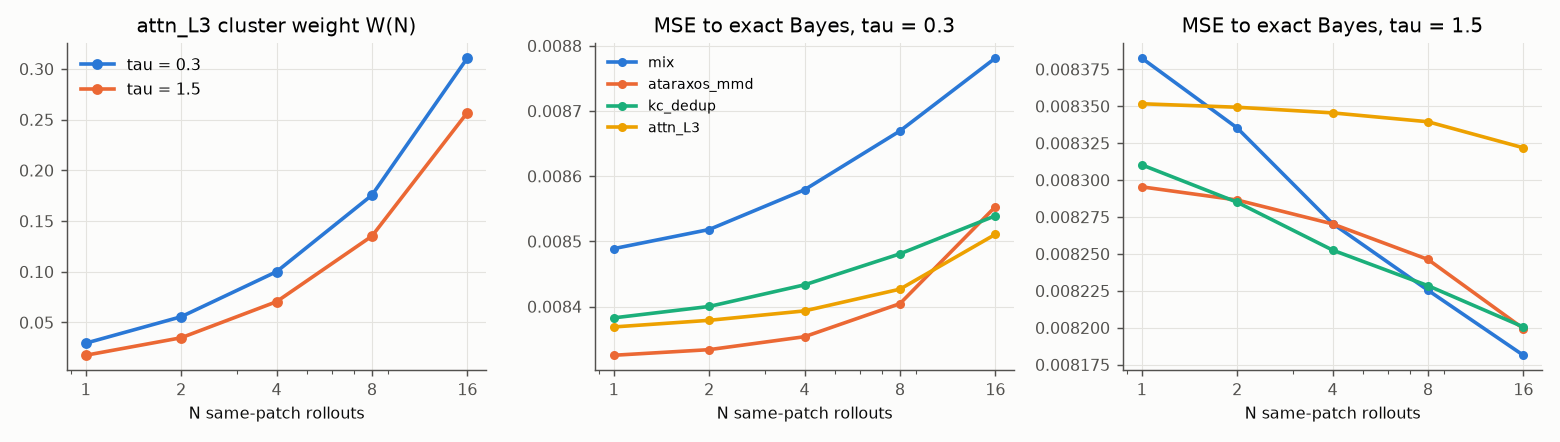 attn_L3 cluster weight W(N)
0.30
0.25
0.20
0.15
0.10
0.05
tau = 0.3
tau = 1.5
1 2 4 8 16
N same-patch rollouts
MSE to exact Bayes, tau = 0.3
0.0088
0.0087
0.0086
0.0085
0.0084
mix
ataraxos_mmd
kc_dedup
attn_L3
1 2 4 8 16
N same-patch rollouts
MSE to exact Bayes, tau = 1.5
0.008375
0.008350
0.008325
0.008300
0.008275
0.008250
0.008225
0.008200
0.008175
1 2 4 8 16
N same-patch rollouts